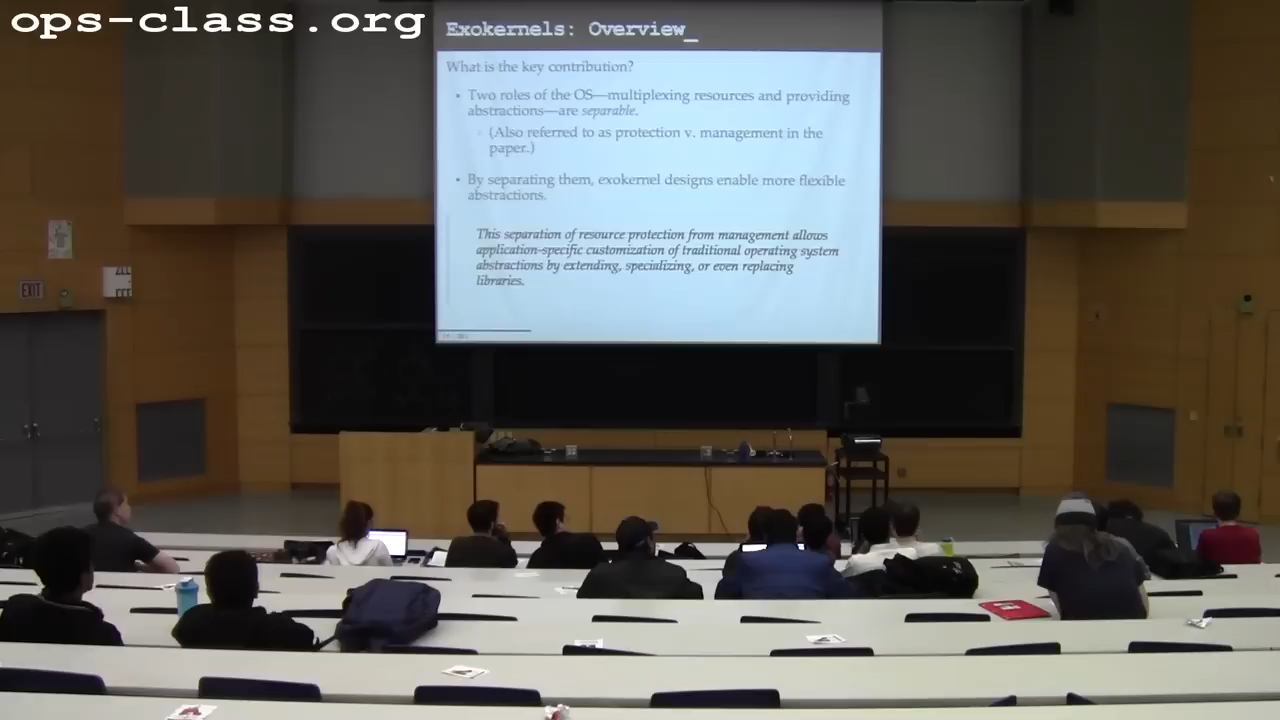 ops-class.org
Exokernels: Overview_
What is the key contribution?
• Two roles of the OS—multiplexing resources and providing
abstractions—are separable.
◦ (Also referred to as protection v. management in the
paper.)
• By separating them, exokernel designs enable more flexible
abstractions.
This separation of resource protection from management allows
application-specific customization of traditional operating system
abstractions by extending, specializing, or even replacing
libraries.
EXIT